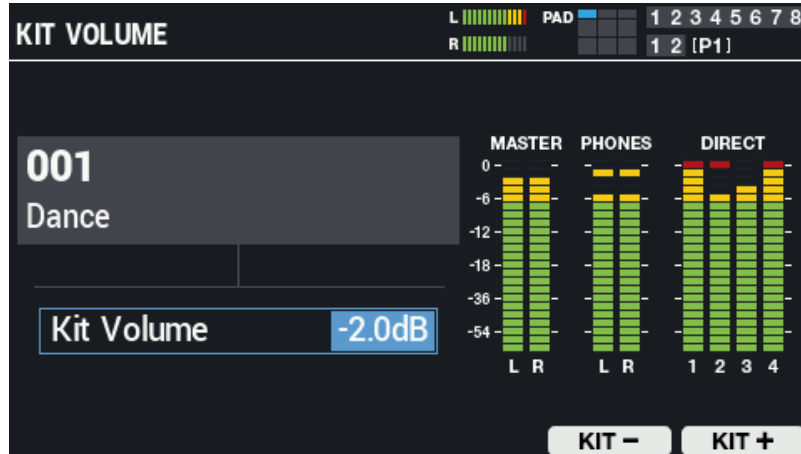 KIT VOLUME
L
R
PAD
1 2 3 4 5 6 7 8
1 2 [P1]
001
Dance
Kit Volume -2.0dB
MASTER PHONES DIRECT
0
-6
-12
-18
-36
-54
L R L R 1 2 3 4
KIT − KIT +